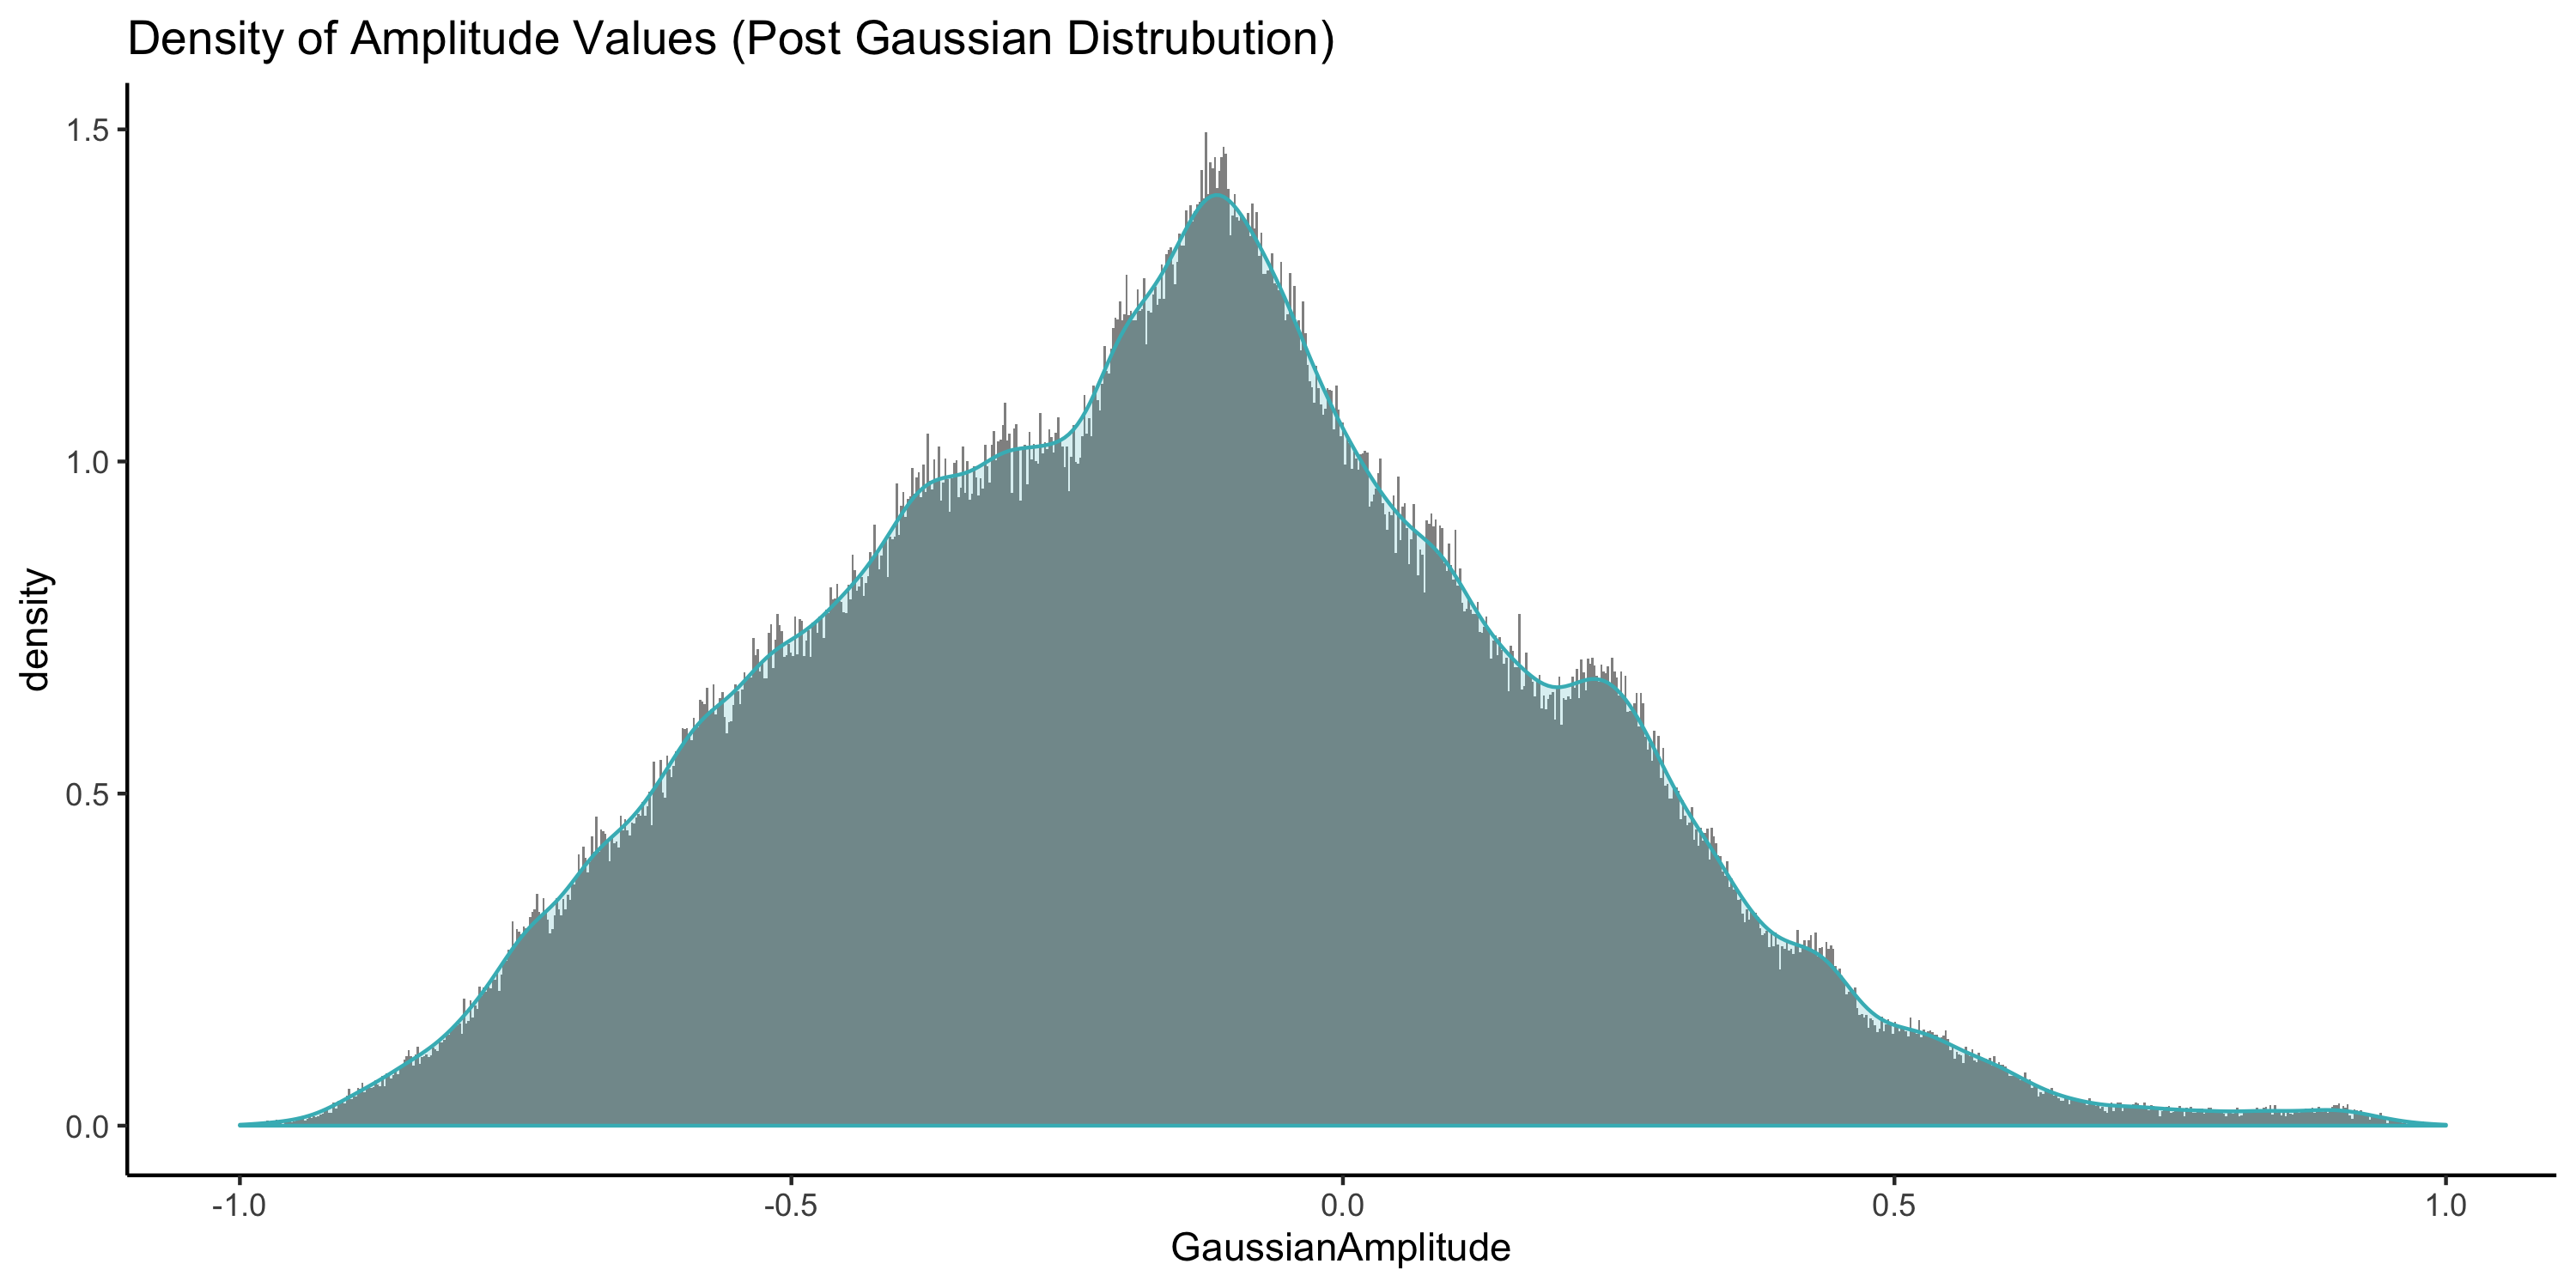 Density of Amplitude Values (Post Gaussian Distrubution)
1.5
1.0
0.5
0.0
density
-1.0 -0.5 0.0 0.5 1.0
GaussianAmplitude